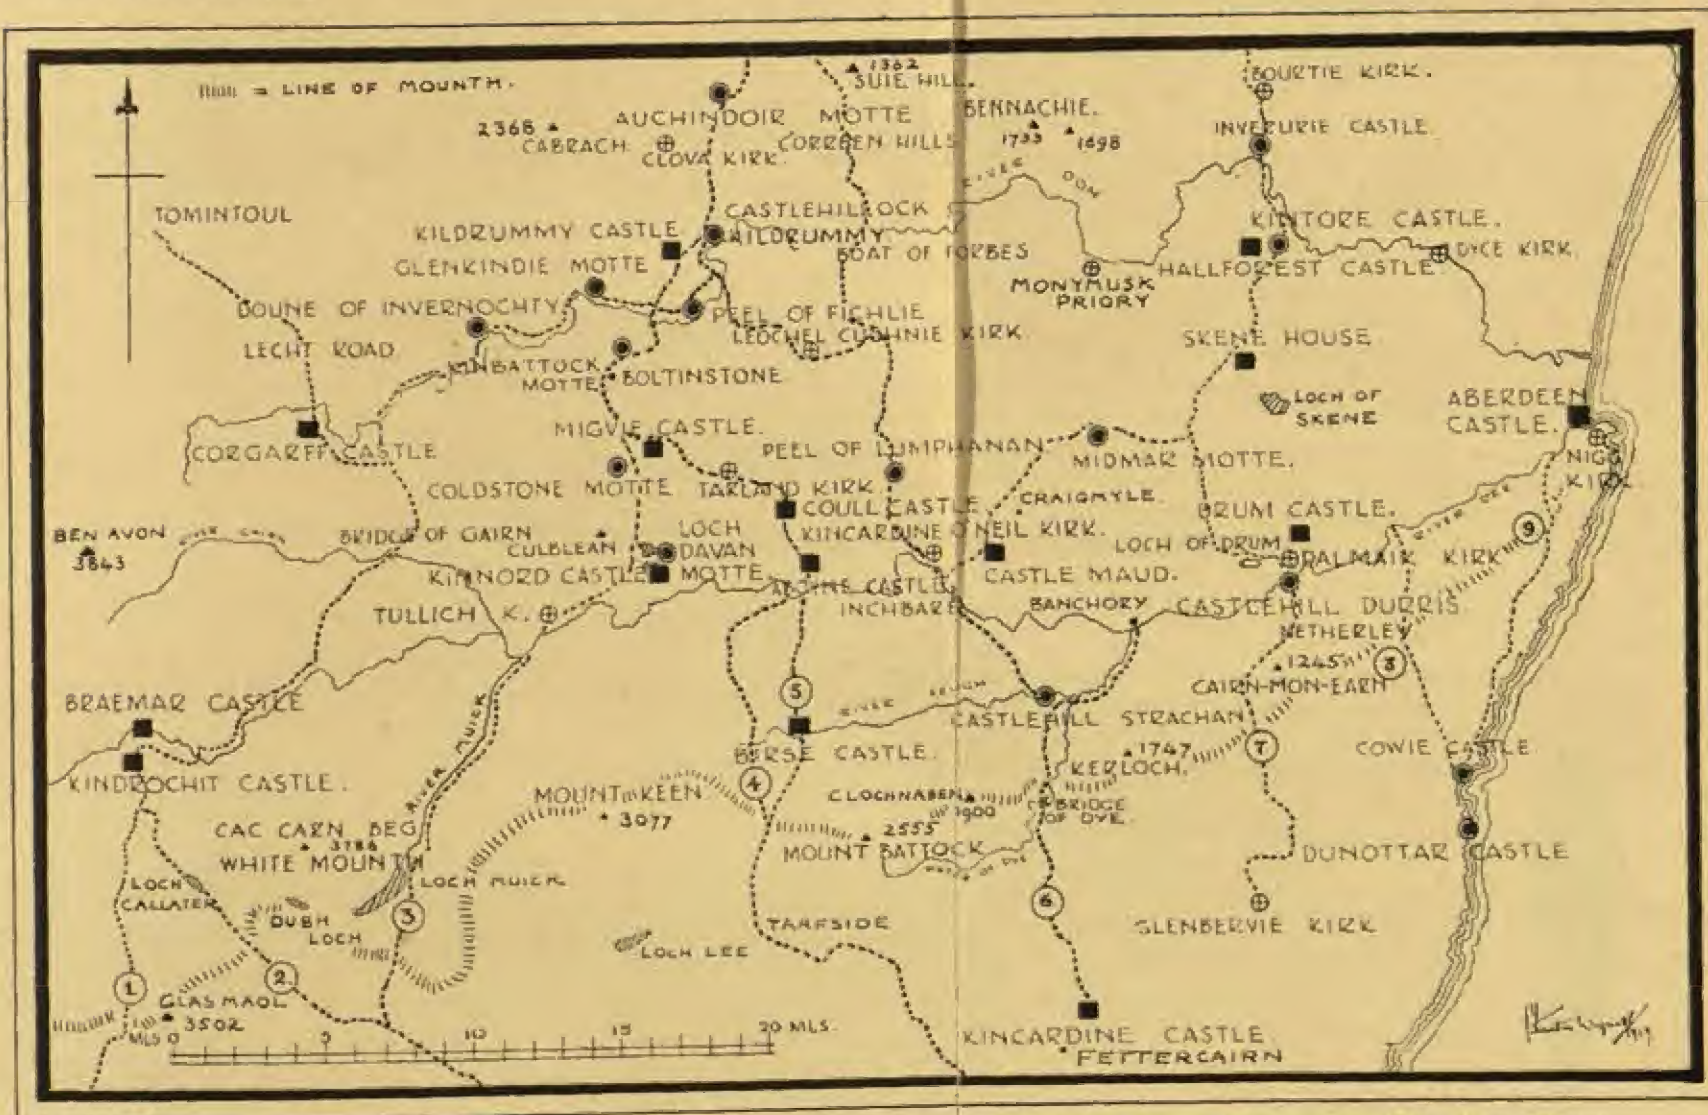 = LINE OF MOUNTH.
1362
SUIE HILL.
BOURTIE KIRK.
AUCHINDOIR MOTTE
BENNACHIE.
2368
CABRACH
CLOVA KIRK.
CORREEN HILLS
1733
1698
INVERURIE CASTLE
RIVER DON
TOMINTOUL
CASTLEHILLOCK
KILDRUMMY
KILDRUMMY CASTLE
KINTORE CASTLE.
BOAT OF FORBES
DYCE KIRK.
GLENKINDIE MOTTE
MONYMUSK
PRIORY
HALLFOREST CASTLE
DOUNE OF INVERNOCHTY
PEEL OF FICHLIE
LEOCHEL CUSHNIE KIRK.
SKENE HOUSE
LECHT ROAD
KINBATTOCK
MOTTE
BOLTINSTONE
LOCH OF
SKENE
ABERDEEN
CASTLE.
CORGARFF CASTLE
MIGVIE CASTLE.
PEEL OF LUMPHANAN
MIDMAR MOTTE.
NIGG
KIRK
COLDSTONE MOTTE
TARLAND KIRK.
COULL CASTLE
CRAIGMYLE.
BEN AVON
3843
RIVER GAIRN
BRIDGE OF GAIRN
CULBLEAN
LOCH
DAVAN
MOTTE
KINCARDINE O'NEIL KIRK.
DRUM CASTLE.
LOCH OF DRUM
RIVER DEE
9
DALMAIK KIRK
KINNORD CASTLE
CASTLE MAUD.
INCHBARE
BANCHORY
CASTLEHILL DURRIS
TULLICH K.
NETHERLEY
8
1245
CAIRN-MON-EARN
BRAEMAR CASTLE
RIVER MUICK
5
RIVER FEUGH
CASTLEHILL STRACHAN
BIRSE CASTLE.
1747
KERLOCH.
7
COWIE CASTLE.
KINDROCHIT CASTLE.
MOUNT KEEN
3077
4
CLOCHNABEN
1900
BRIDGE
OF DYE.
CAC CARN BEG
3786
WHITE MOUNTH
2555
MOUNT BATTOCK
WATER OF DYE
DUNOTTAR CASTLE
LOCH MUICK
LOCH
CALLATER
DUBH
LOCH
3
6
TARFSIDE
GLENBERVIE KIRK
LOCH LEE
1
2
GLAS MAOL
3502
MLS 0 5 10 15 20 MLS.
KINCARDINE CASTLE
FETTERCAIRN